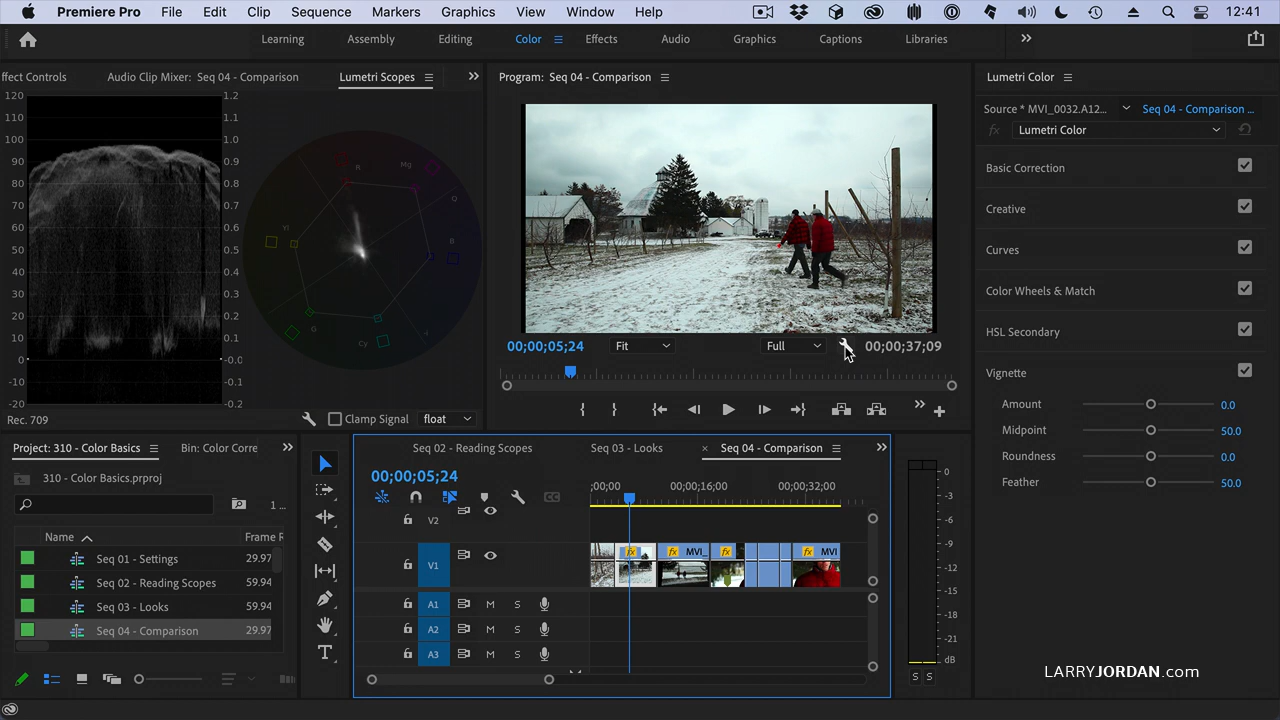 Premiere Pro File Edit Clip Sequence Markers Graphics View Window Help 12:41
Learning Assembly Editing Color Effects Audio Graphics Captions Libraries
ffect Controls Audio Clip Mixer: Seq 04 - Comparison Lumetri Scopes
Program: Seq 04 - Comparison
Lumetri Color
Source * MVI_0032.A12... Seq 04 - Comparison ...
fx Lumetri Color
Basic Correction
Creative
Curves
Color Wheels & Match
HSL Secondary
Vignette
Amount 0.0
Midpoint 50.0
Roundness 0.0
Feather 50.0
120 1.2
110 1.1
100 1.0
90 0.9
80 0.8
70 0.7
60 0.6
50 0.5
40 0.4
30 0.3
20 0.2
10 0.1
0 -0.0
-10 -0.1
-20 -0.2
R Mg Q
Yl B
G Cy
Rec. 709 Clamp Signal float
00;00;05;24 Fit Full 00;00;37;09
Project: 310 - Color Basics Bin: Color Corre
310 - Color Basics.prproj
1 ...
Name Frame R
Seq 01 - Settings 29.97
Seq 02 - Reading Scopes 59.94
Seq 03 - Looks 59.94
Seq 04 - Comparison 29.97
Seq 02 - Reading Scopes Seq 03 - Looks × Seq 04 - Comparison
00;00;05;24
;00;00 00;00;16;00 00;00;32;00
CC
V2
V1
fx fx MVI_ fx fx MVI
A1 M S
A2 M S
A3 M S
0
-3
-6
-9
-12
-15
-18
-21
dB
S S
LARRYJORDAN.com